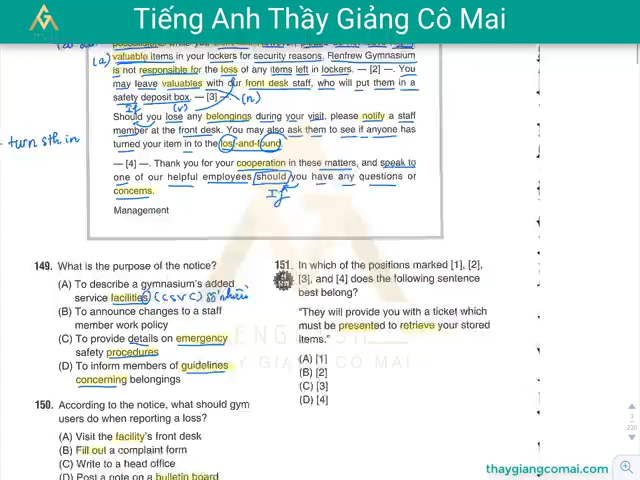 Tiếng Anh Thầy Giảng Cô Mai
valuable items in your lockers for security reasons. Renfrew Gymnasium
(a)
is not responsible for the loss of any items left in lockers. — [2] —. You
may leave valuables with our front desk staff, who will put them in a
safety deposit box. — [3] —.
(v)
(n)
If
Should you lose any belongings during your visit, please notify a staff
member at the front desk. You may also ask them to see if anyone has
turned your item in to the lost-and-found.
- turn sth in
— [4] —. Thank you for your cooperation in these matters, and speak to
one of our helpful employees should you have any questions or
concerns.
If
Management
149. What is the purpose of the notice?
(A) To describe a gymnasium's added
service facilities (CSVC) số nhiều
(B) To announce changes to a staff
member work policy
(C) To provide details on emergency
safety procedures
(D) To inform members of guidelines
concerning belongings
150. According to the notice, what should gym
users do when reporting a loss?
(A) Visit the facility's front desk
(B) Fill out a complaint form
(C) Write to a head office
(D) Post a note on a bulletin board
151. In which of the positions marked [1], [2],
[3], and [4] does the following sentence
best belong?
"They will provide you with a ticket which
must be presented to retrieve your stored
items."
(A) [1]
(B) [2]
(C) [3]
(D) [4]
3
220
thaygiangcomai.com